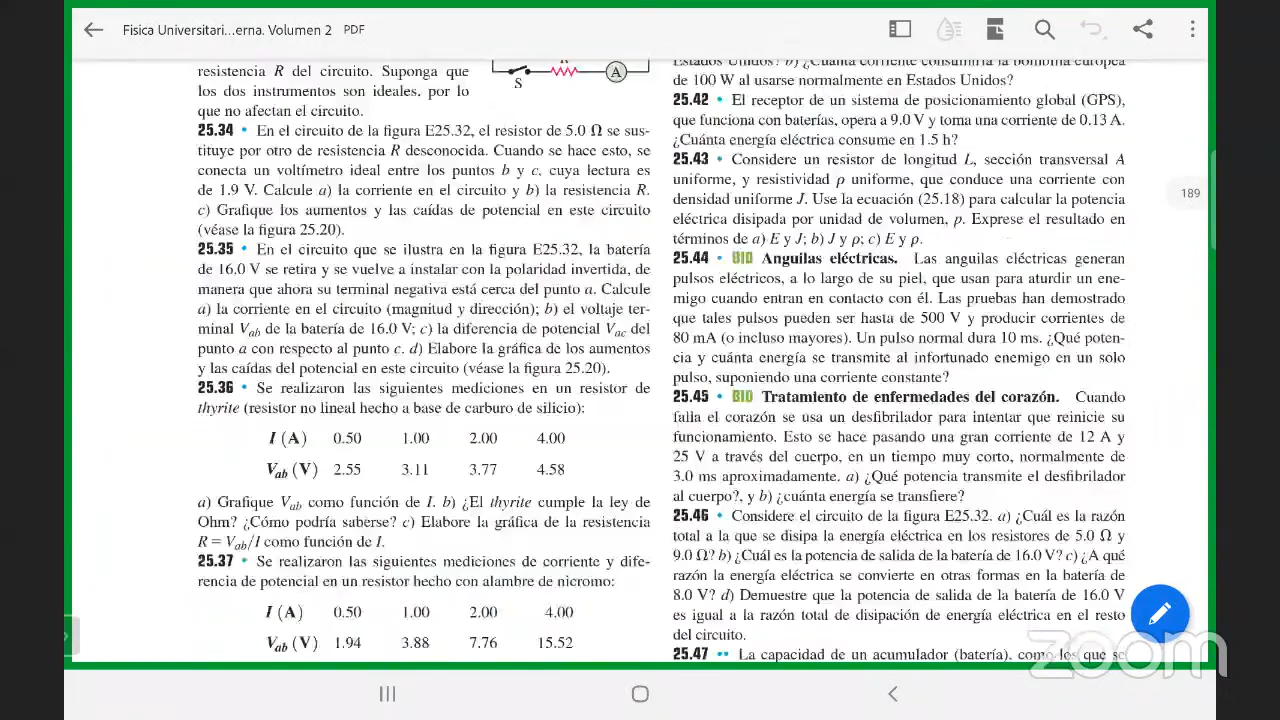 Fisica Universitari...erna. Volumen 2 PDF
resistencia R del circuito. Suponga que
los dos instrumentos son ideales, por lo
que no afectan el circuito.
S
A
25.34 • En el circuito de la figura E25.32, el resistor de 5.0 Ω se sus-
tituye por otro de resistencia R desconocida. Cuando se hace esto, se
conecta un voltímetro ideal entre los puntos b y c, cuya lectura es
de 1.9 V. Calcule a) la corriente en el circuito y b) la resistencia R.
c) Grafique los aumentos y las caídas de potencial en este circuito
(véase la figura 25.20).
25.35 • En el circuito que se ilustra en la figura E25.32, la batería
de 16.0 V se retira y se vuelve a instalar con la polaridad invertida, de
manera que ahora su terminal negativa está cerca del punto a. Calcule
a) la corriente en el circuito (magnitud y dirección); b) el voltaje ter-
minal Vab de la batería de 16.0 V; c) la diferencia de potencial Vac del
punto a con respecto al punto c. d) Elabore la gráfica de los aumentos
y las caídas del potencial en este circuito (véase la figura 25.20).
25.36 • Se realizaron las siguientes mediciones en un resistor de
thyrite (resistor no lineal hecho a base de carburo de silicio):
I (A) 0.50 1.00 2.00 4.00
Vab (V) 2.55 3.11 3.77 4.58
a) Grafique Vab como función de I. b) ¿El thyrite cumple la ley de
Ohm? ¿Cómo podría saberse? c) Elabore la gráfica de la resistencia
R = Vab/I como función de I.
25.37 • Se realizaron las siguientes mediciones de corriente y dife-
rencia de potencial en un resistor hecho con alambre de nicromo:
I (A) 0.50 1.00 2.00 4.00
Vab (V) 1.94 3.88 7.76 15.52
Estados Unidos? b) ¿Cuánta corriente consumiría la bombilla europea
de 100 W al usarse normalmente en Estados Unidos?
25.42 • El receptor de un sistema de posicionamiento global (GPS),
que funciona con baterías, opera a 9.0 V y toma una corriente de 0.13 A.
¿Cuánta energía eléctrica consume en 1.5 h?
25.43 • Considere un resistor de longitud L, sección transversal A
uniforme, y resistividad ρ uniforme, que conduce una corriente con
densidad uniforme J. Use la ecuación (25.18) para calcular la potencia
eléctrica disipada por unidad de volumen, p. Exprese el resultado en
términos de a) E y J; b) J y ρ; c) E y ρ.
25.44 • BIO Anguilas eléctricas. Las anguilas eléctricas generan
pulsos eléctricos, a lo largo de su piel, que usan para aturdir un ene-
migo cuando entran en contacto con él. Las pruebas han demostrado
que tales pulsos pueden ser hasta de 500 V y producir corrientes de
80 mA (o incluso mayores). Un pulso normal dura 10 ms. ¿Qué poten-
cia y cuánta energía se transmite al infortunado enemigo en un solo
pulso, suponiendo una corriente constante?
25.45 • BIO Tratamiento de enfermedades del corazón. Cuando
falla el corazón se usa un desfibrilador para intentar que reinicie su
funcionamiento. Esto se hace pasando una gran corriente de 12 A y
25 V a través del cuerpo, en un tiempo muy corto, normalmente de
3.0 ms aproximadamente. a) ¿Qué potencia transmite el desfibrilador
al cuerpo?, y b) ¿cuánta energía se transfiere?
25.46 • Considere el circuito de la figura E25.32. a) ¿Cuál es la razón
total a la que se disipa la energía eléctrica en los resistores de 5.0 Ω y
9.0 Ω? b) ¿Cuál es la potencia de salida de la batería de 16.0 V? c) ¿A qué
razón la energía eléctrica se convierte en otras formas en la batería de
8.0 V? d) Demuestre que la potencia de salida de la batería de 16.0 V
es igual a la razón total de disipación de energía eléctrica en el resto
del circuito.
25.47 •• La capacidad de un acumulador (batería), como los que se
189
zoom